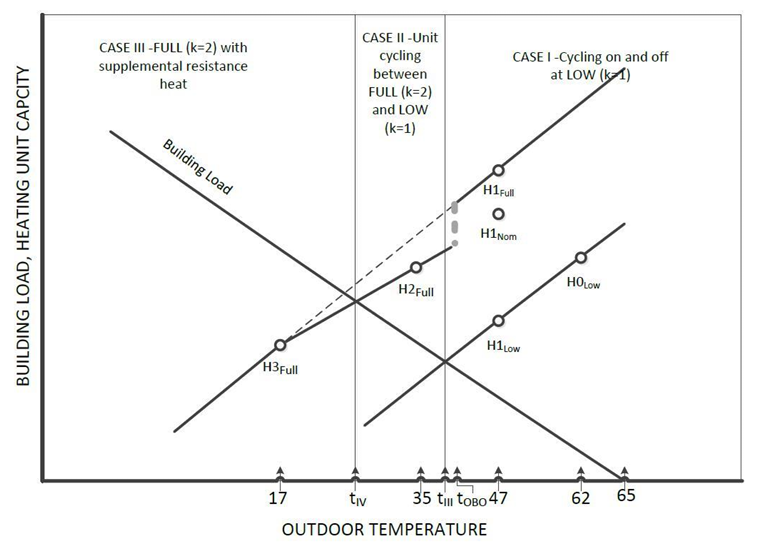 CASE III -FULL (k=2) with
supplemental resistance
heat
CASE II -Unit
cycling
between
FULL (k=2)
and LOW
(k=1)
CASE I -Cycling on and off
at LOW (k=1)
Building Load
H1Full
H1Nom
H2Full
H0Low
H1Low
H3Full
BUILDING LOAD, HEATING UNIT CAPCITY
17 tIV 35 tIII tOBO 47 62 65
OUTDOOR TEMPERATURE